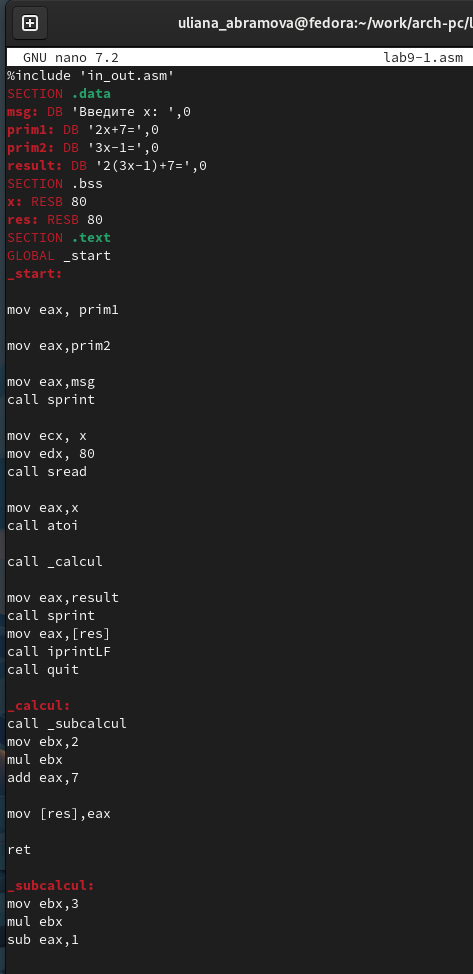 uliana_abramova@fedora:~/work/arch-pc/l
GNU nano 7.2 lab9-1.asm
%include 'in_out.asm'
SECTION .data
msg: DB 'Введите x: ',0
prim1: DB '2x+7=',0
prim2: DB '3x-1=',0
result: DB '2(3x-1)+7=',0
SECTION .bss
x: RESB 80
res: RESB 80
SECTION .text
GLOBAL _start
_start:
mov eax, prim1
mov eax,prim2
mov eax,msg
call sprint
mov ecx, x
mov edx, 80
call sread
mov eax,x
call atoi
call _calcul
mov eax,result
call sprint
mov eax,[res]
call iprintLF
call quit
_calcul:
call _subcalcul
mov ebx,2
mul ebx
add eax,7
mov [res],eax
ret
_subcalcul:
mov ebx,3
mul ebx
sub eax,1